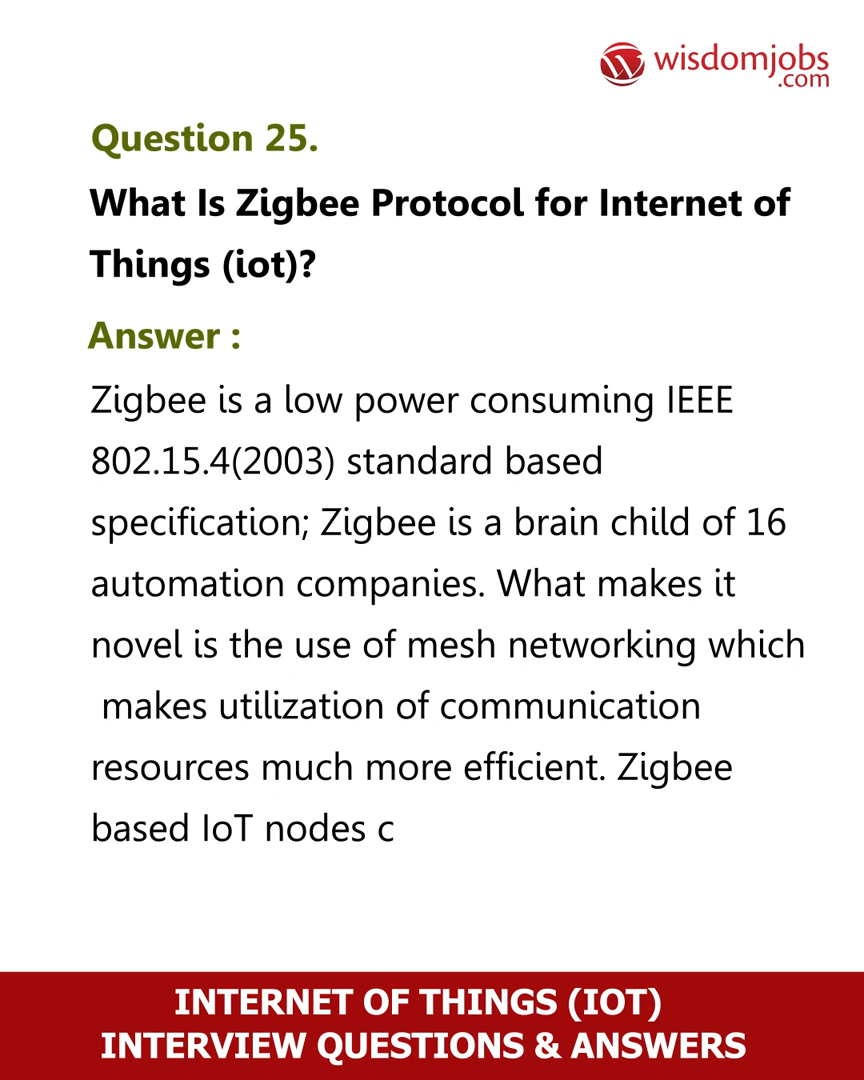 wisdomjobs
.com
Question 25.
What Is Zigbee Protocol for Internet of
Things (iot)?
Answer :
Zigbee is a low power consuming IEEE
802.15.4(2003) standard based
specification; Zigbee is a brain child of 16
automation companies. What makes it
novel is the use of mesh networking which
makes utilization of communication
resources much more efficient. Zigbee
based IoT nodes c
INTERNET OF THINGS (IOT)
INTERVIEW QUESTIONS & ANSWERS